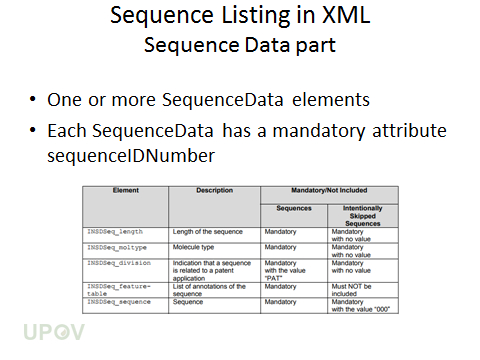 Sequence Listing in XML
Sequence Data part
• One or more SequenceData elements
• Each SequenceData has a mandatory attribute
sequenceIDNumber
Element Description Mandatory/Not Included
Sequences Intentionally
Skipped
Sequences
INSDSeq_length Length of the sequence Mandatory Mandatory
with no value
INSDSeq_moltype Molecule type Mandatory Mandatory
with no value
INSDSeq_division Indication that a sequence Mandatory Mandatory
is related to a patent with the value with no value
application "PAT"
INSDSeq_feature- List of annotations of the Mandatory Must NOT be
table sequence included
INSDSeq_sequence Sequence Mandatory Mandatory
with the value "000"
UPOV